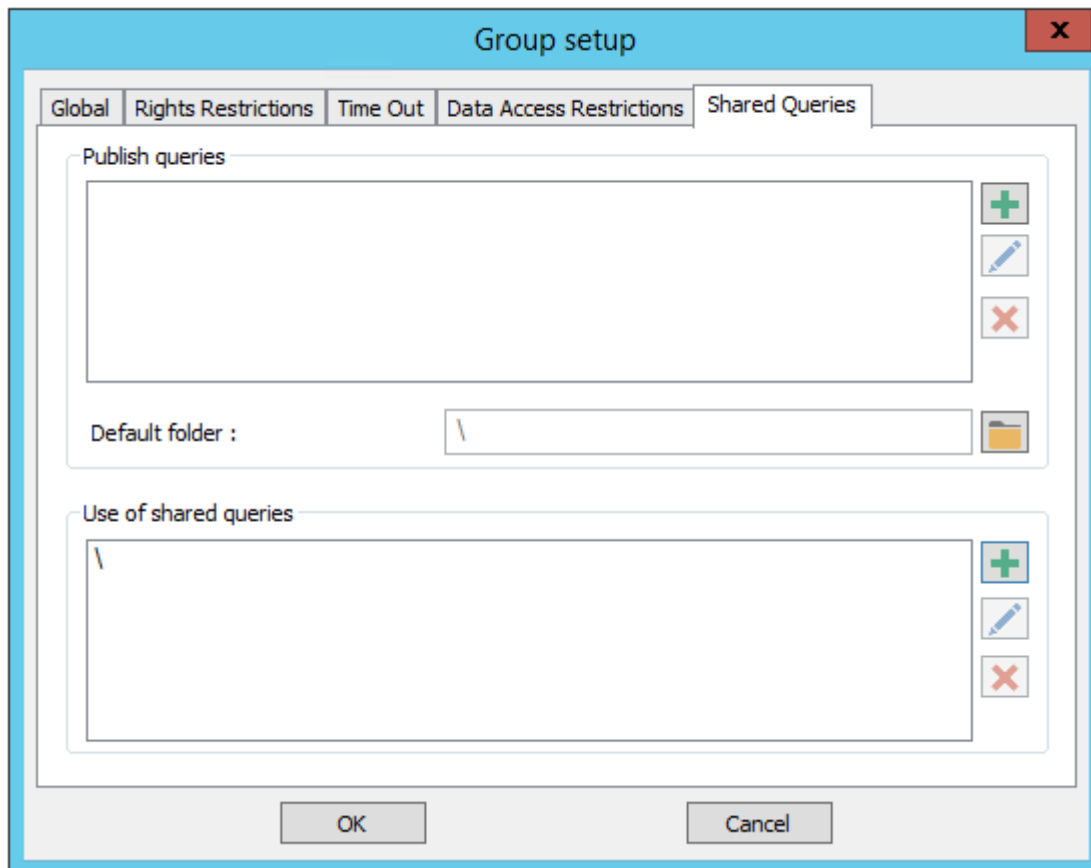 Group setup
x
Global Rights Restrictions Time Out Data Access Restrictions Shared Queries
Publish queries
Default folder : \
Use of shared queries
\
OK Cancel